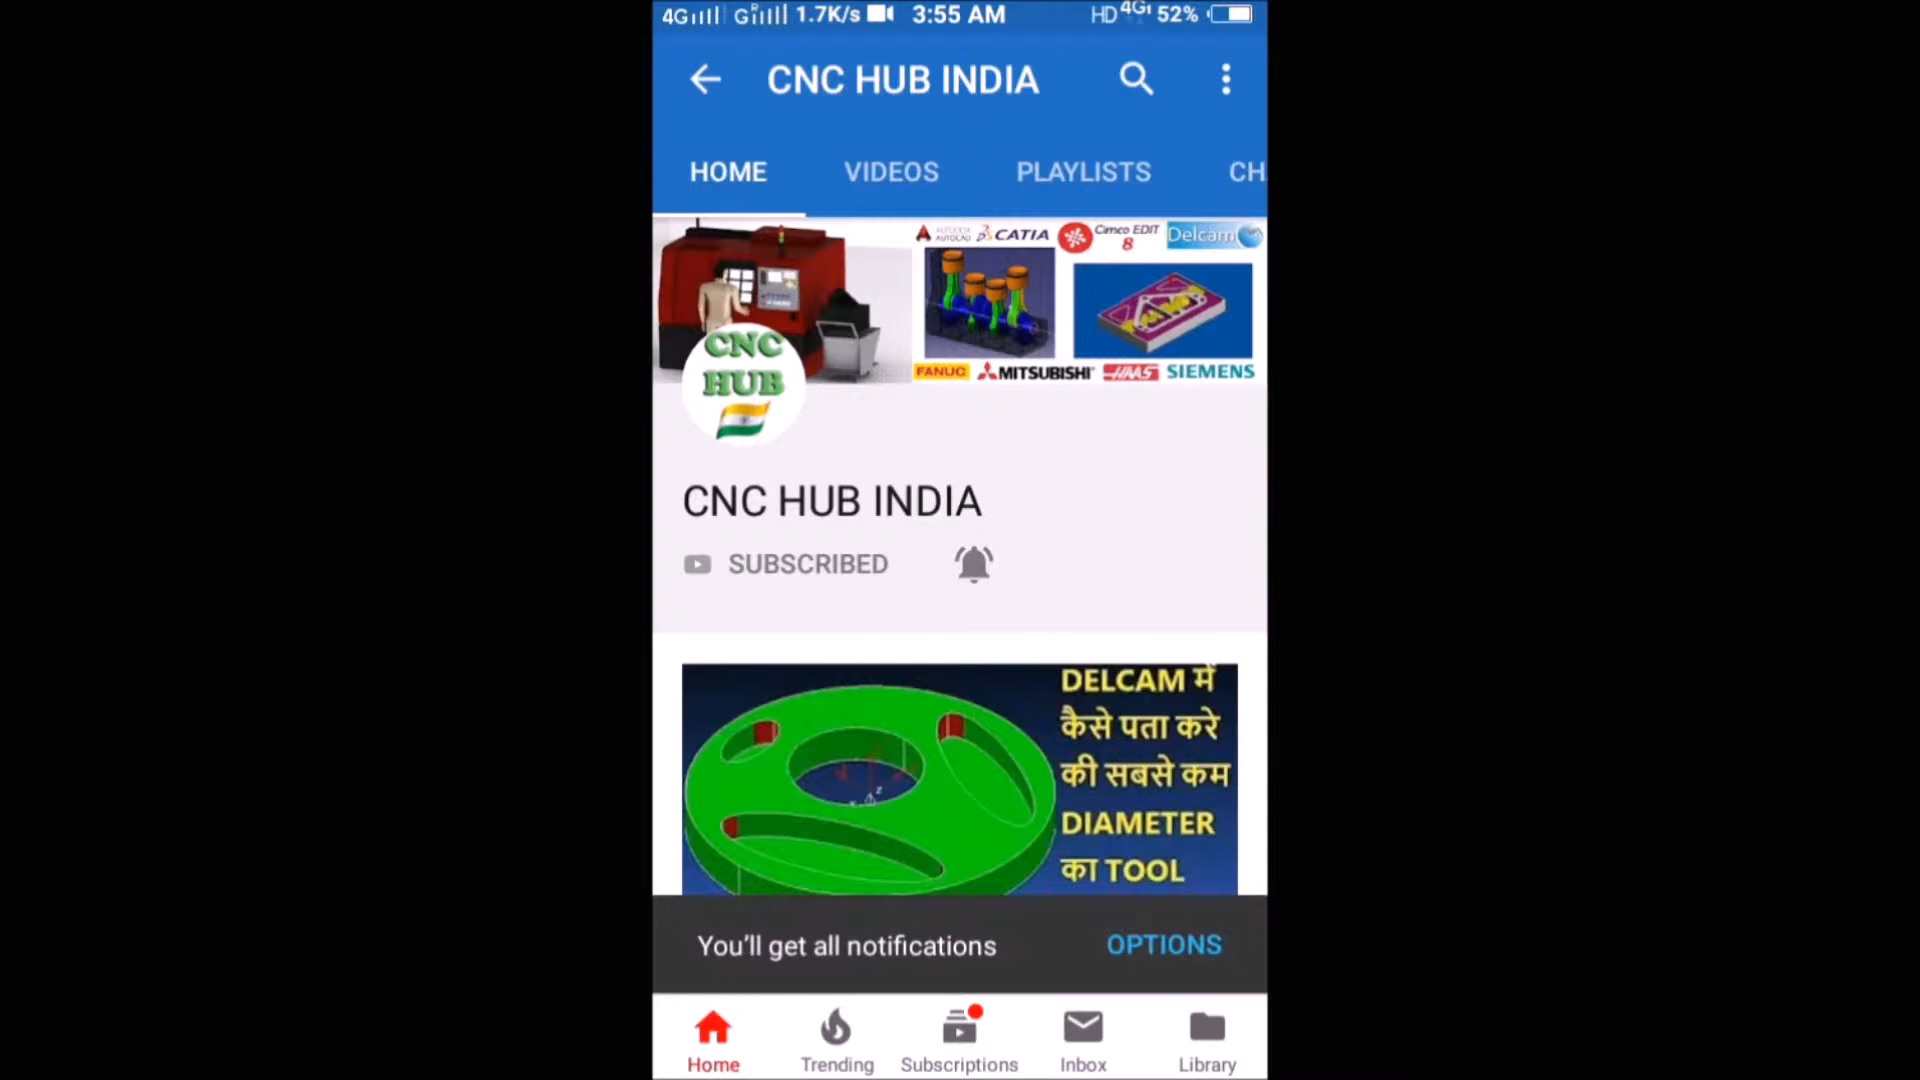 4G G R 1.7K/s 3:55 AM HD 4G 52%
CNC HUB INDIA
HOME VIDEOS PLAYLISTS CH
AUTODESK AUTOCAD CATIA Cimco EDIT 8 Delcam
FANUC MITSUBISHI HAAS SIEMENS
CNC
HUB
CNC HUB INDIA
SUBSCRIBED
DELCAM में
कैसे पता करे
की सबसे कम
DIAMETER
का TOOL
You'll get all notifications OPTIONS
Home Trending Subscriptions Inbox Library